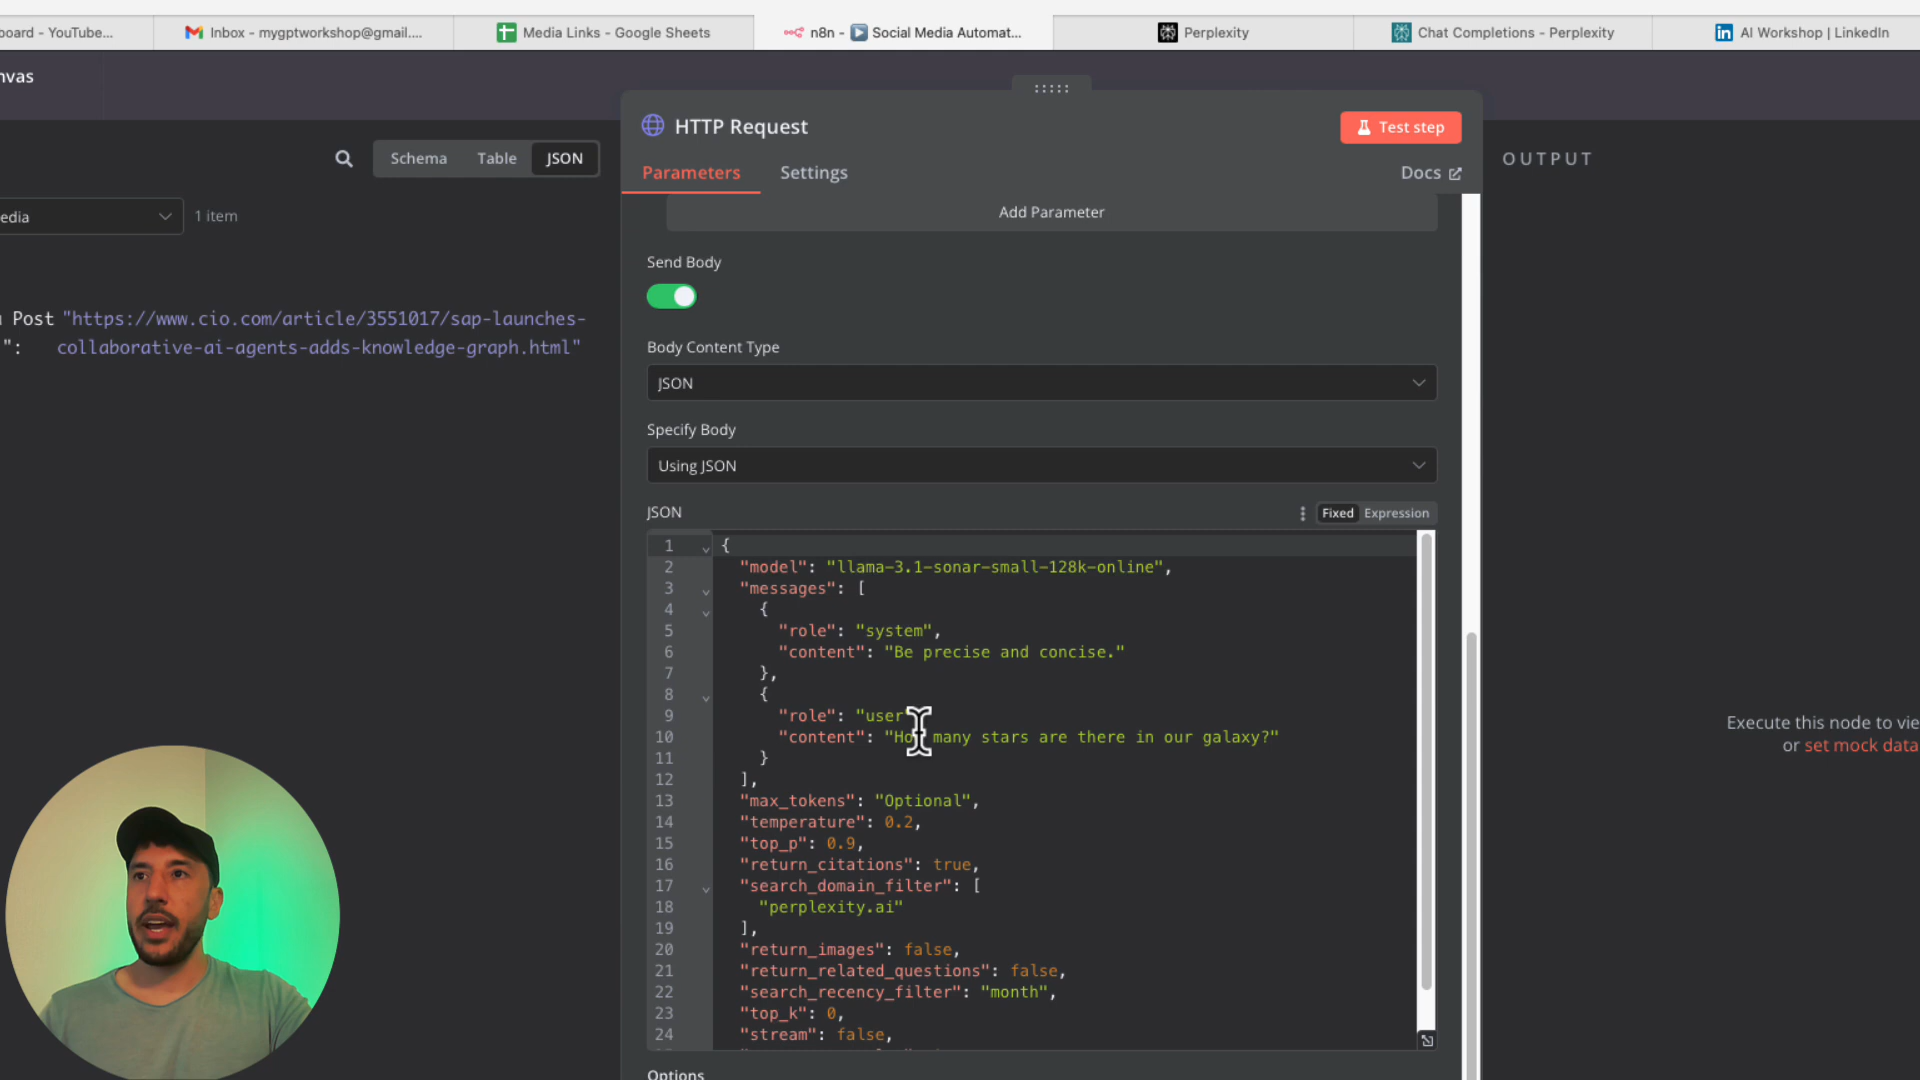 board - YouTube...
Inbox - mygptworkshop@gmail....
Media Links - Google Sheets
n8n - ▶️ Social Media Automat...
Perplexity
Chat Completions - Perplexity
AI Workshop | LinkedIn
nvas
HTTP Request
Test step
Schema
Table
JSON
Parameters
Settings
Docs
OUTPUT
edia
1 item
Add Parameter
Send Body
Post "https://www.cio.com/article/3551017/sap-launches-
": collaborative-ai-agents-adds-knowledge-graph.html"
Body Content Type
JSON
Specify Body
Using JSON
JSON
Fixed
Expression
1 {
2 "model": "llama-3.1-sonar-small-128k-online",
3 "messages": [
4 {
5 "role": "system",
6 "content": "Be precise and concise."
7 },
8 {
9 "role": "user"
10 "content": "How many stars are there in our galaxy?"
11 }
12 ],
13 "max_tokens": "Optional",
14 "temperature": 0.2,
15 "top_p": 0.9,
16 "return_citations": true,
17 "search_domain_filter": [
18 "perplexity.ai"
19 ],
20 "return_images": false,
21 "return_related_questions": false,
22 "search_recency_filter": "month",
23 "top_k": 0,
24 "stream": false,
Execute this node to vie
or set mock data
Options